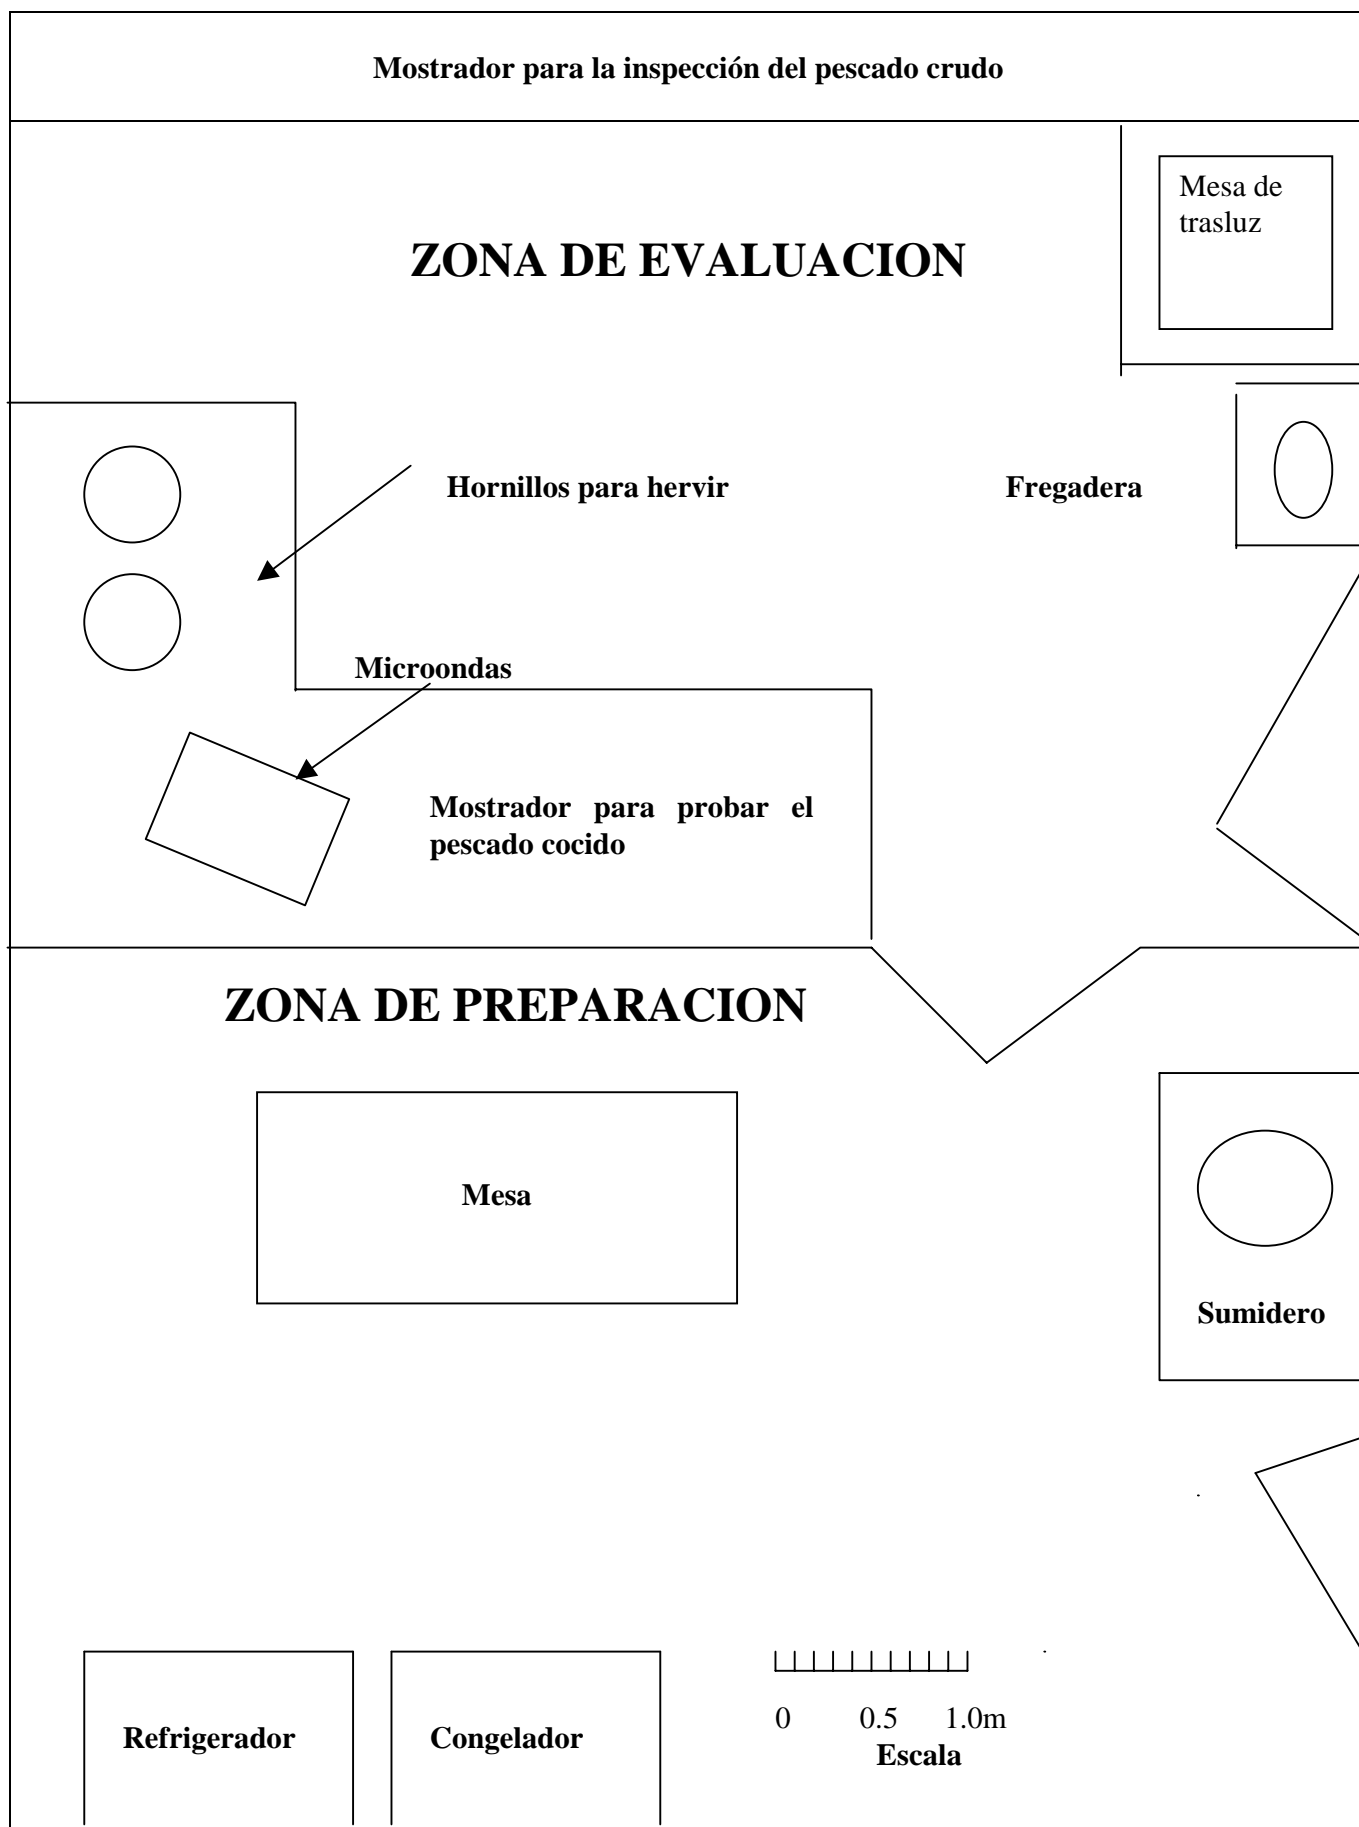 Mostrador para la inspección del pescado crudo
Mesa de
trasluz
ZONA DE EVALUACION
Hornillos para hervir
Fregadera
Microondas
Mostrador para probar el
pescado cocido
ZONA DE PREPARACION
Mesa
Sumidero
Refrigerador
Congelador
0 0.5 1.0m
Escala